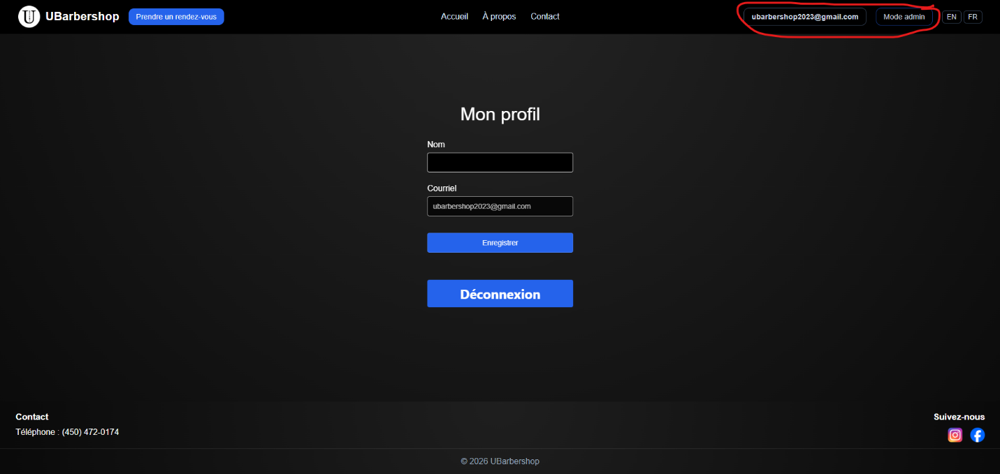 U UBarbershop Prendre un rendez-vous Accueil À propos Contact ubarbershop2023@gmail.com Mode admin EN FR
Mon profil
Nom
Courriel
ubarbershop2023@gmail.com
Enregistrer
Déconnexion
Contact Suivez-nous
Téléphone : (450) 472-0174
© 2026 UBarbershop